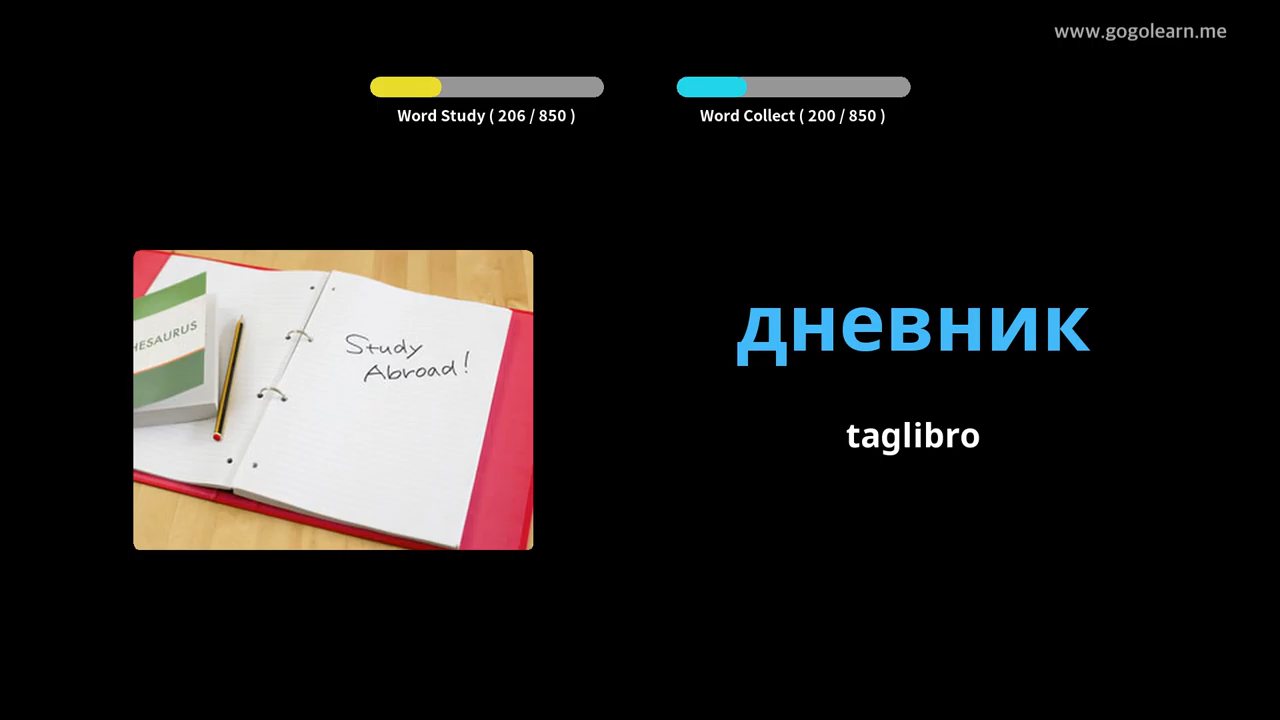 www.gogolearn.me
Word Study ( 206 / 850 )
Word Collect ( 200 / 850 )
HESAURUS
Study
Abroad!
дневник
taglibro